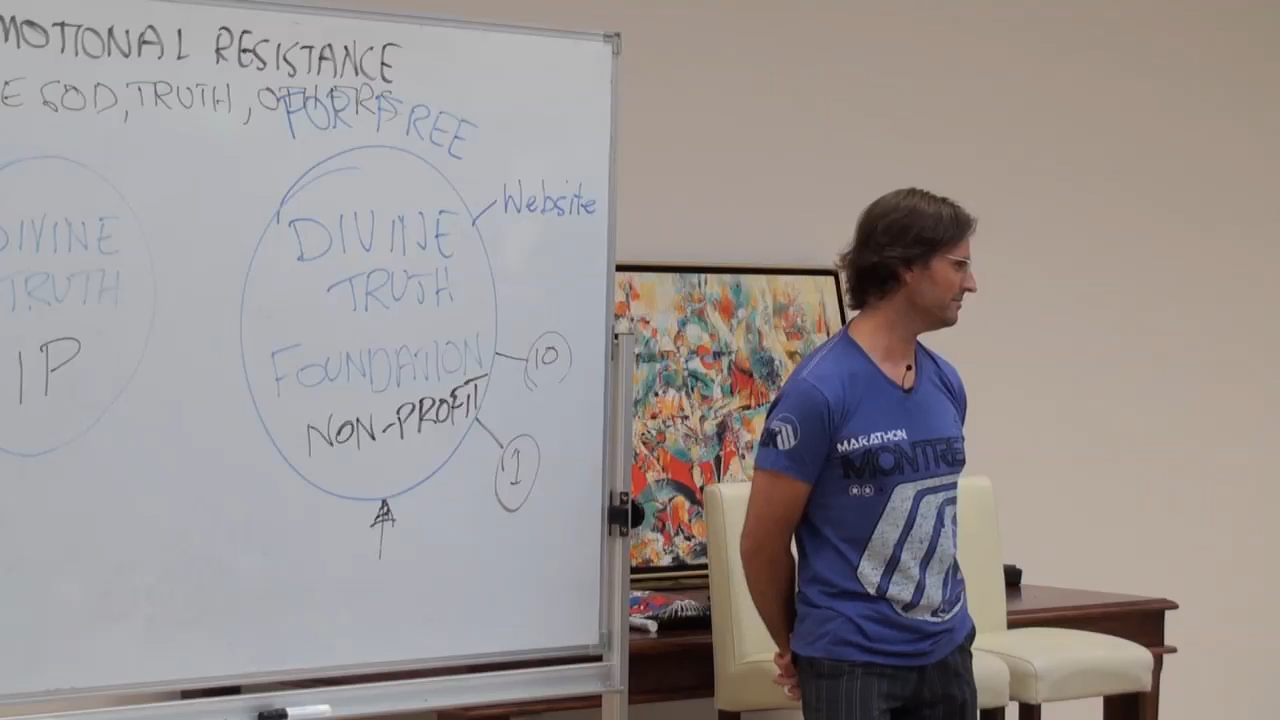 MOTIONAL RESISTANCE
E GOD, TRUTH, OTHERS
FOR FREE
DIVINE
TRUTH
IP
DIVINE
TRUTH
FOUNDATION
NON-PROFIT
Website
10
1
MARATHON
MONTRE